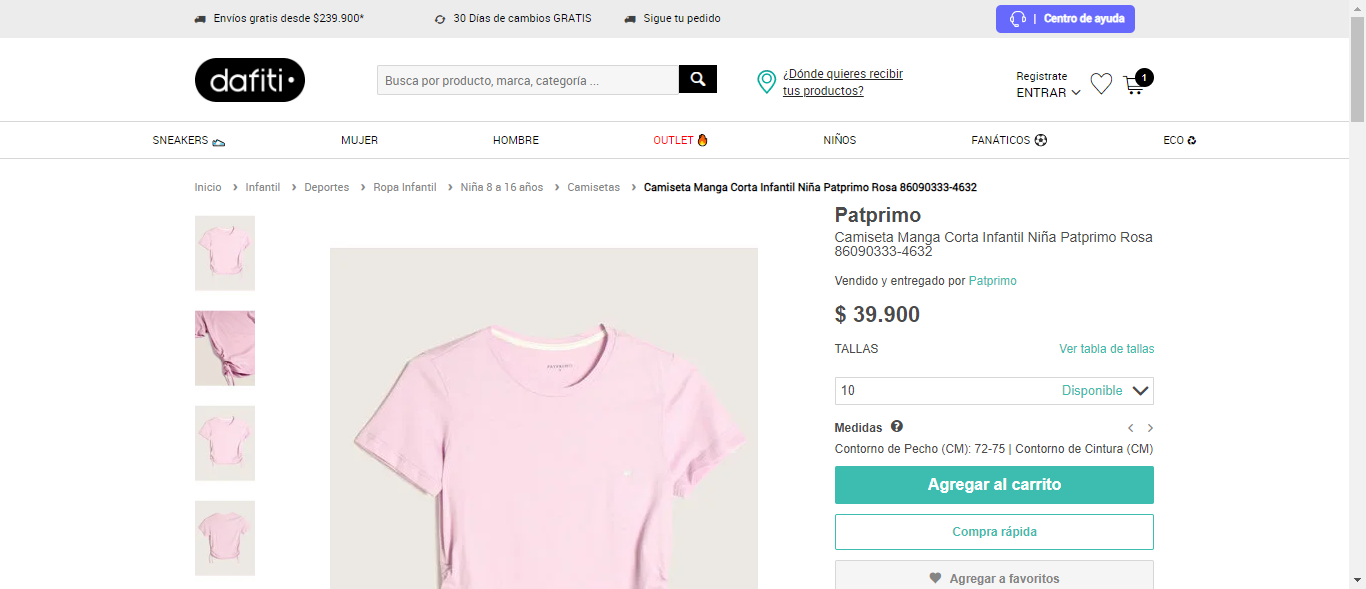 Envíos gratis desde $239.900*
30 Días de cambios GRATIS
Sigue tu pedido
| Centro de ayuda
dafiti
Busca por producto, marca, categoría ...
¿Dónde quieres recibir
tus productos?
Registrate
ENTRAR
1
SNEAKERS
MUJER
HOMBRE
OUTLET
NIÑOS
FANÁTICOS
ECO
Inicio > Infantil > Deportes > Ropa Infantil > Niña 8 a 16 años > Camisetas > Camiseta Manga Corta Infantil Niña Patprimo Rosa 86090333-4632
Patprimo
Camiseta Manga Corta Infantil Niña Patprimo Rosa
86090333-4632
Vendido y entregado por Patprimo
$ 39.900
TALLAS
Ver tabla de tallas
10
Disponible
Medidas
Contorno de Pecho (CM): 72-75 | Contorno de Cintura (CM)
Agregar al carrito
Compra rápida
Agregar a favoritos